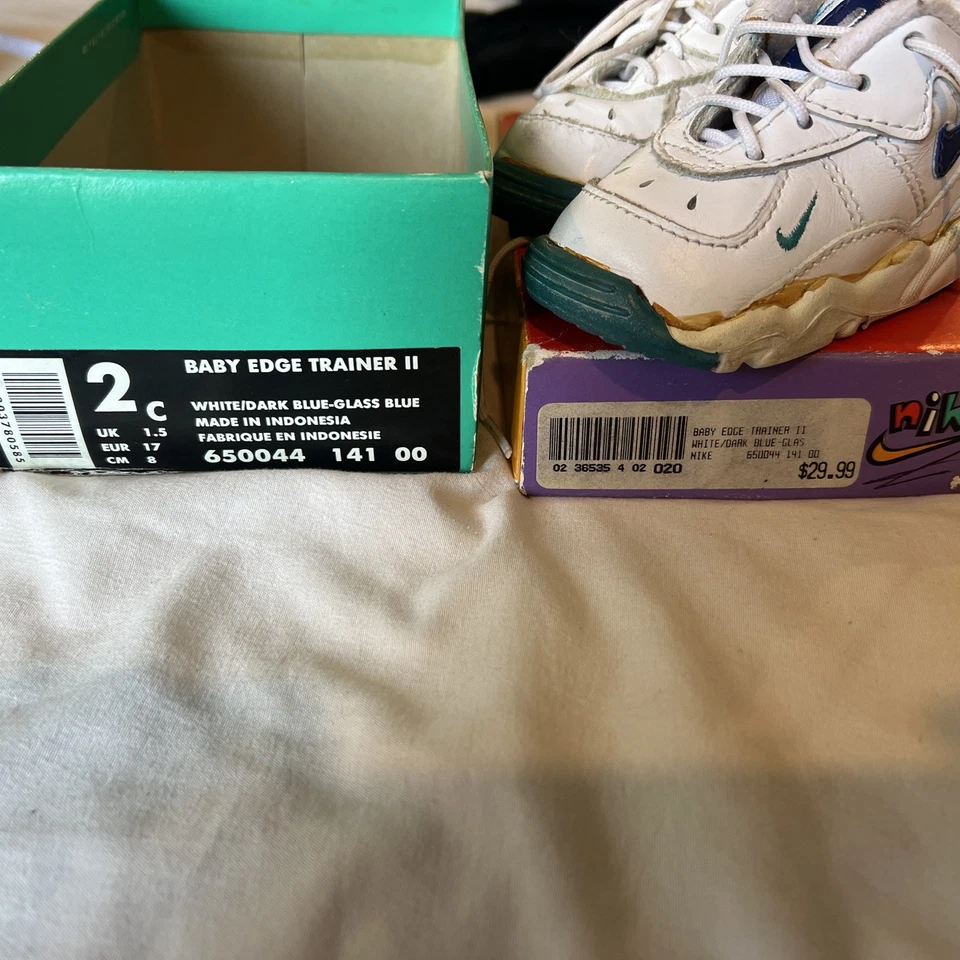 2 C
BABY EDGE TRAINER II
WHITE/DARK BLUE-GLASS BLUE
MADE IN INDONESIA
FABRIQUE EN INDONESIE
650044 141 00
UK 1.5
EUR 17
CM 8
BABY EDGE TRAINER II
WHITE/DARK BLUE-GLAS
NIKE 650044 141 00
02 36535 4 02 020
$29.99
nik